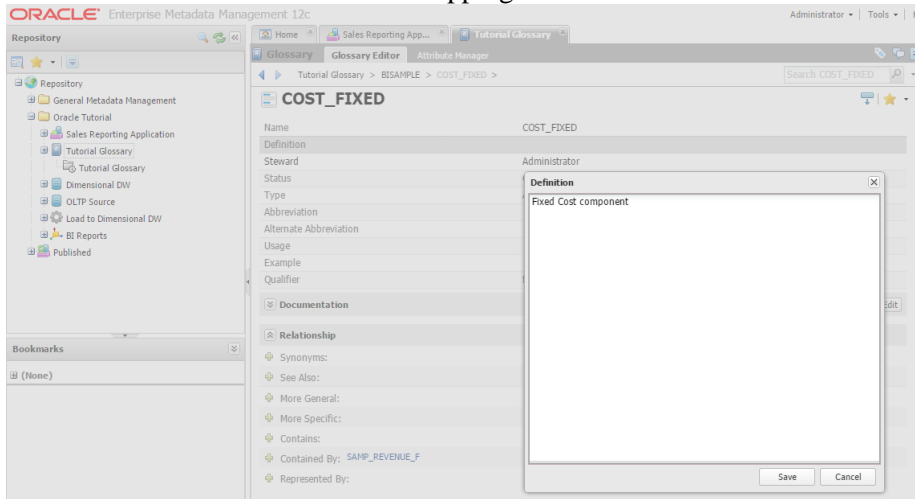 ORACLE Enterprise Metadata Management 12c
Administrator Tools
Repository
Home Sales Reporting App... Tutorial Glossary
Glossary Glossary Editor Attribute Manager
Tutorial Glossary > BISAMPLE > COST_FIXED >
Search COST_FIXED
Repository
General Metadata Management
Oracle Tutorial
Sales Reporting Application
Tutorial Glossary
Tutorial Glossary
Dimensional DW
OLTP Source
Load to Dimensional DW
BI Reports
Published
Bookmarks
(None)
COST_FIXED
Name COST_FIXED
Definition
Steward Administrator
Status
Type
Abbreviation
Alternate Abbreviation
Usage
Example
Qualifier
Documentation
Edit
Relationship
Synonyms:
See Also:
More General:
More Specific:
Contains:
Contained By: SAMP_REVENUE_F
Represented By:
Definition
Fixed Cost component
Save Cancel